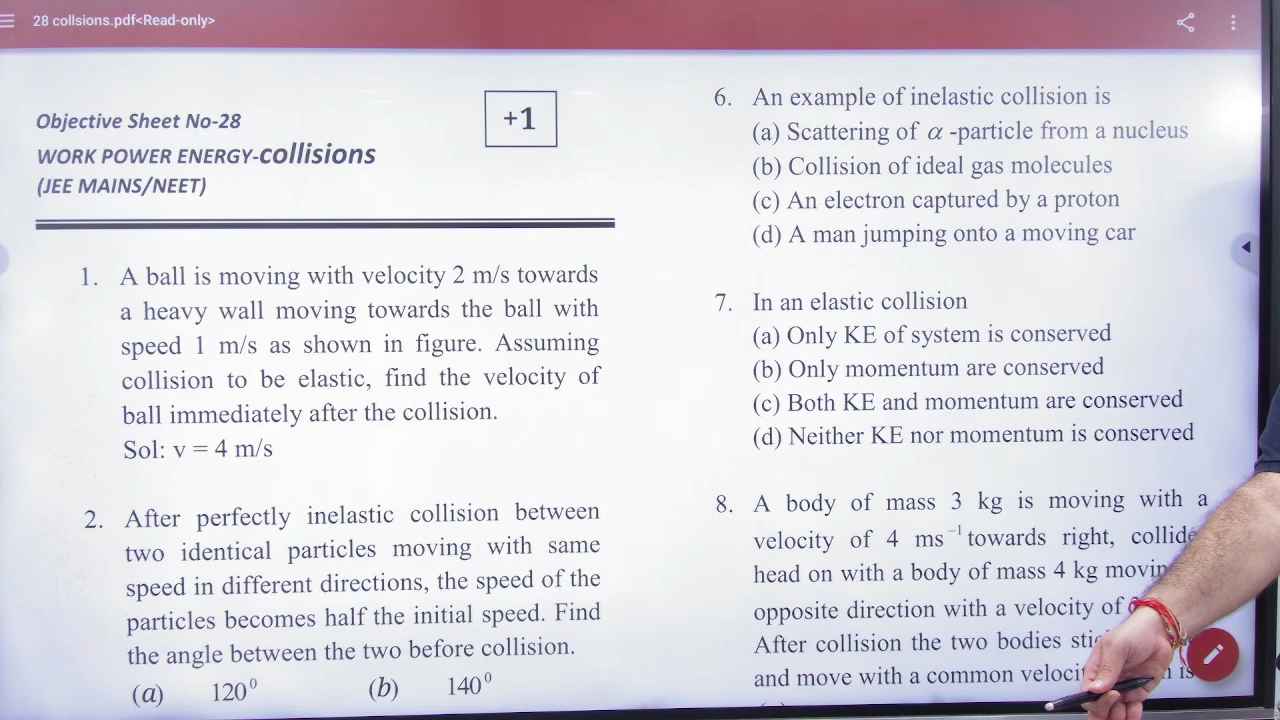 28 collsions.pdf<Read-only>
Objective Sheet No-28
+1
WORK POWER ENERGY-collisions
(JEE MAINS/NEET)
1. A ball is moving with velocity 2 m/s towards
a heavy wall moving towards the ball with
speed 1 m/s as shown in figure. Assuming
collision to be elastic, find the velocity of
ball immediately after the collision.
Sol: v = 4 m/s
2. After perfectly inelastic collision between
two identical particles moving with same
speed in different directions, the speed of the
particles becomes half the initial speed. Find
the angle between the two before collision.
(a) 120⁰ (b) 140⁰
6. An example of inelastic collision is
(a) Scattering of α -particle from a nucleus
(b) Collision of ideal gas molecules
(c) An electron captured by a proton
(d) A man jumping onto a moving car
7. In an elastic collision
(a) Only KE of system is conserved
(b) Only momentum are conserved
(c) Both KE and momentum are conserved
(d) Neither KE nor momentum is conserved
8. A body of mass 3 kg is moving with a
velocity of 4 ms⁻¹ towards right, collide
head on with a body of mass 4 kg
opposite direction with a velocity of
After collision the two bodies
and move with a common